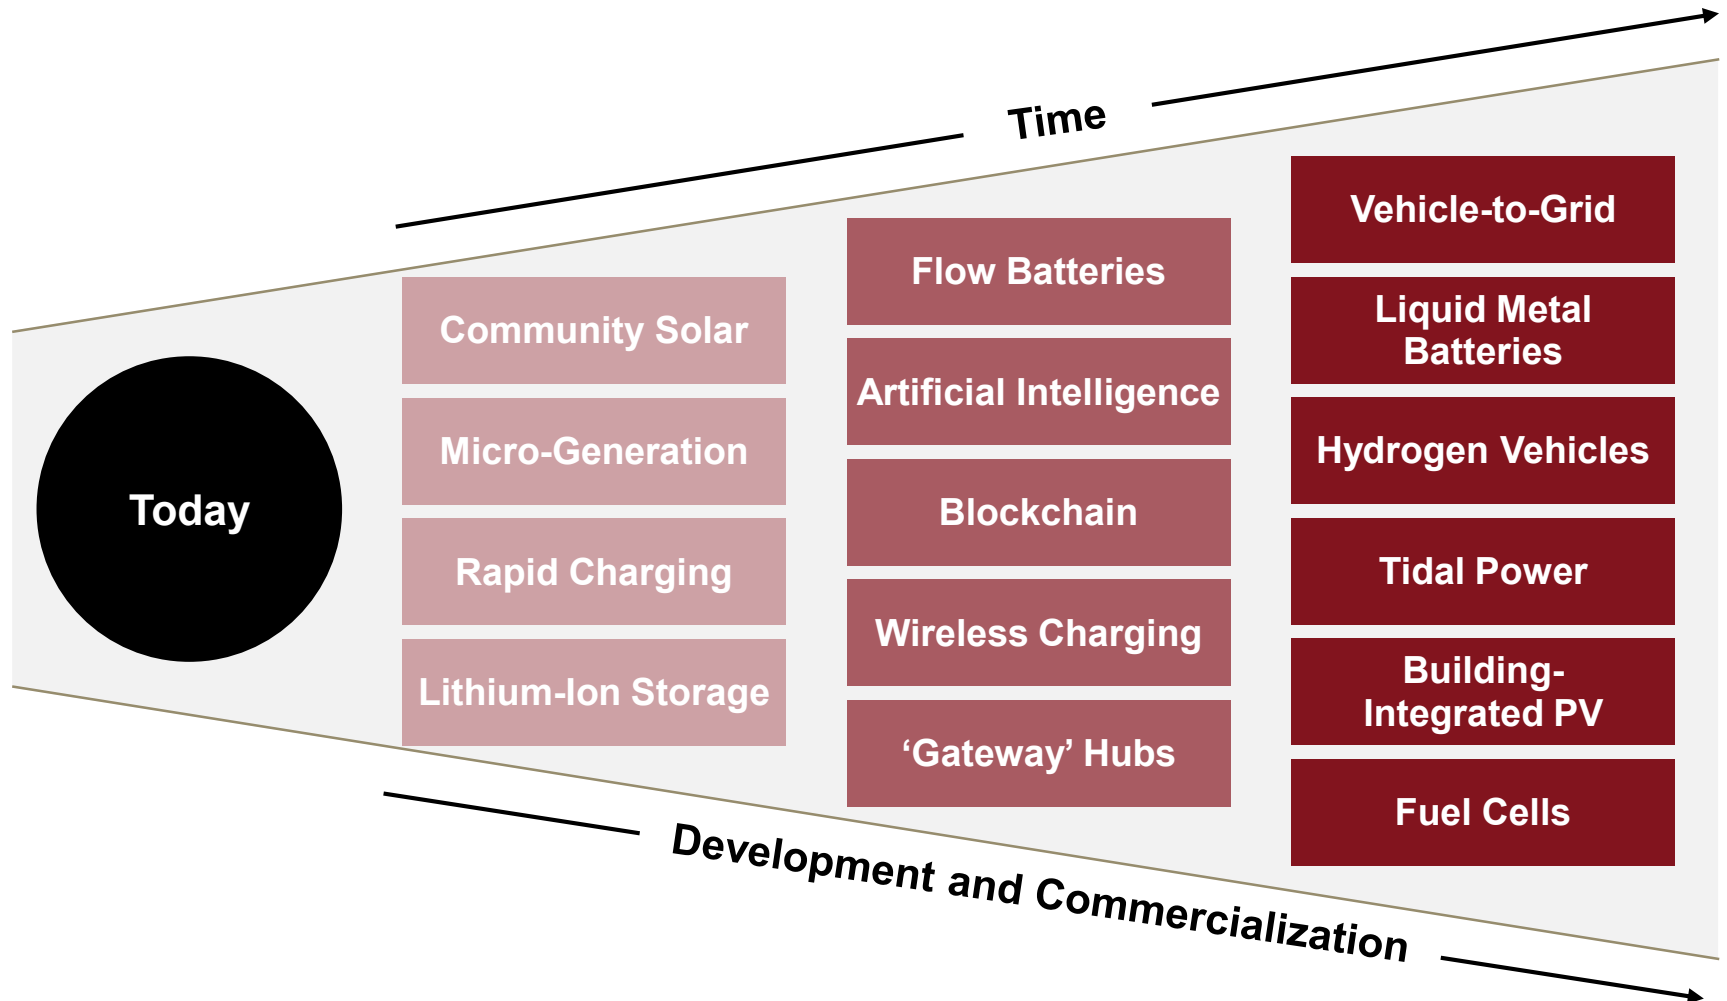 Time
Today
Community Solar
Micro-Generation
Rapid Charging
Lithium-Ion Storage
Flow Batteries
Artificial Intelligence
Blockchain
Wireless Charging
‘Gateway’ Hubs
Vehicle-to-Grid
Liquid Metal
Batteries
Hydrogen Vehicles
Tidal Power
Building-
Integrated PV
Fuel Cells
Development and Commercialization